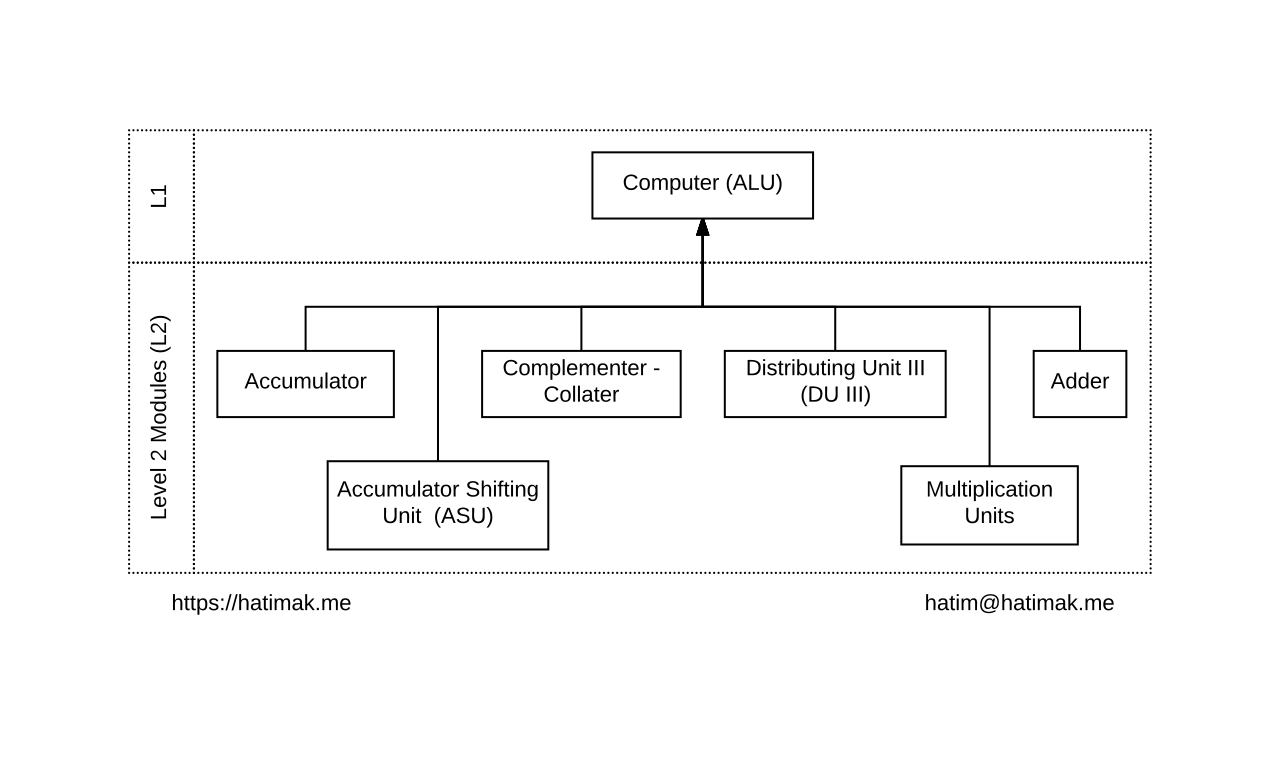 L1
Computer (ALU)
Level 2 Modules (L2)
Accumulator
Complementer -
Collater
Distributing Unit III
(DU III)
Adder
Accumulator Shifting
Unit  (ASU)
Multiplication
Units
https://hatimak.me
hatim@hatimak.me